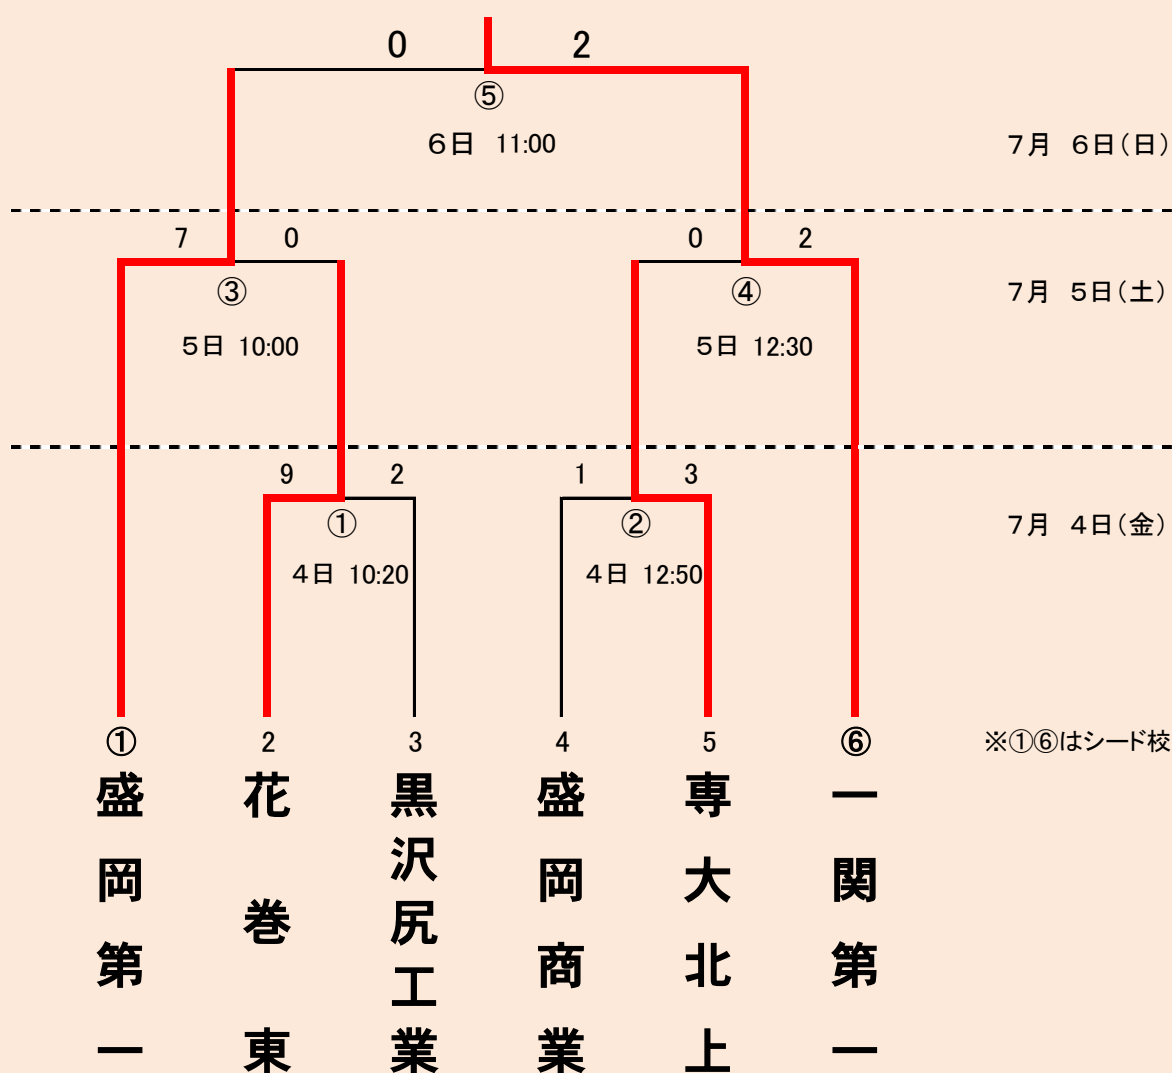 0 2
⑤
６日 11:00
７月 ６日（日）
7 0 0 2
③ ④
７月 ５日（土）
５日 10:00 ５日 12:30
9 2 1 3
① ②
７月 ４日（金）
４日 10:20 ４日 12:50
① 2 3 4 5 ⑥
※①⑥はシード校
盛岡第一
花巻東
黒沢尻工業
盛岡商業
専大北上
一関第一